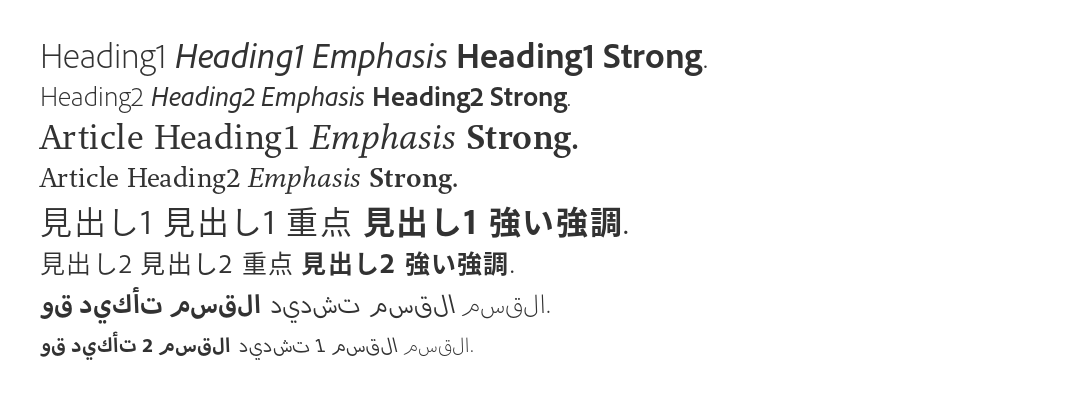 Heading1 Heading1 Emphasis Heading1 Strong.
Heading2 Heading2 Emphasis Heading2 Strong.
Article Heading1 Emphasis Strong.
Article Heading2 Emphasis Strong.
見出し1 見出し1 重点 見出し1 強い強調.
見出し2 見出し2 重点 見出し2 強い強調.
القسم القسم تشديد القسم تأكيد قو.
القسم القسم 1 تشديد القسم 2 تأكيد قو.